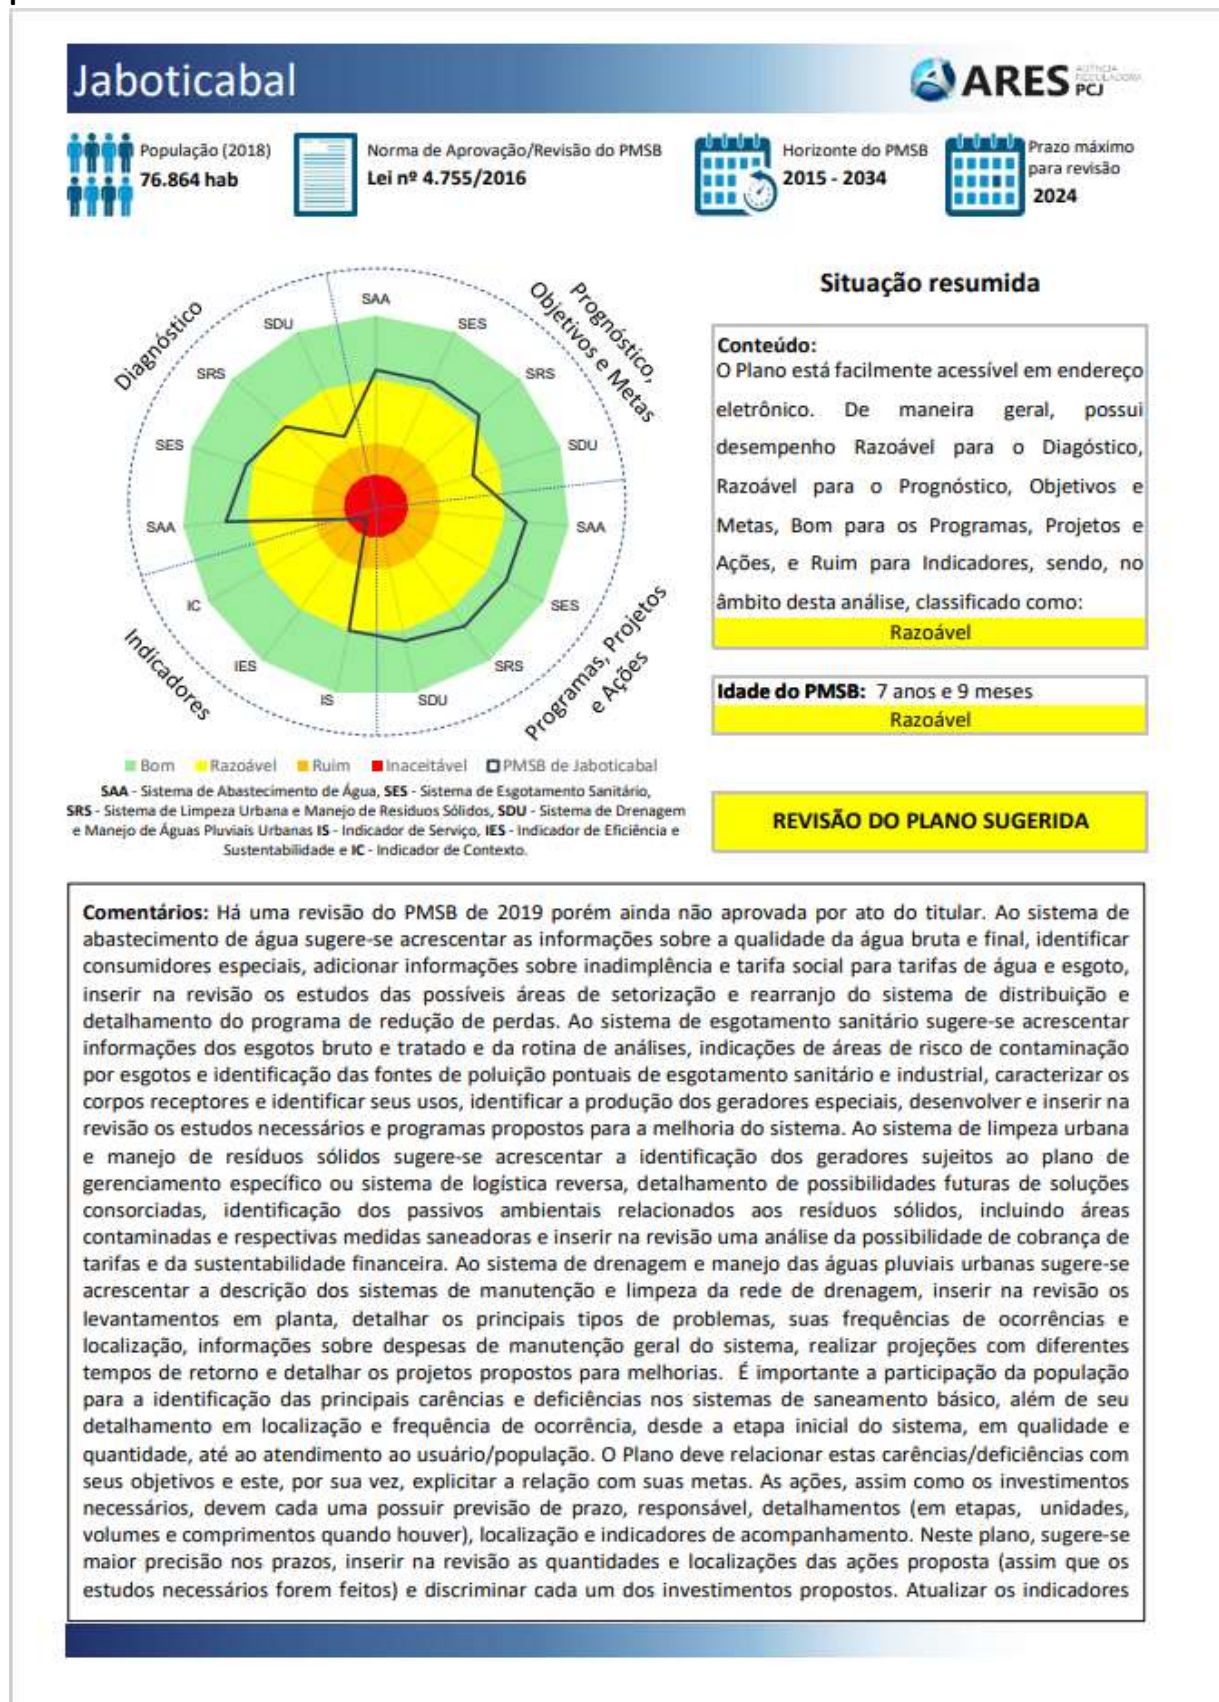 Jaboticabal
ARES PCJ
AGÊNCIA
REGULADORA
População (2018)
76.864 hab
Norma de Aprovação/Revisão do PMSB
Lei nº 4.755/2016
Horizonte do PMSB
2015 - 2034
Prazo máximo
para revisão
2024
Diagnóstico
Prognóstico,
Objetivos e Metas
Programas, Projetos
e Ações
Indicadores
SAA
SES
SRS
SDU
SAA
SES
SRS
SDU
IS
IES
IC
SAA
SES
SRS
SDU
Bom Razoável Ruim Inaceitável PMSB de Jaboticabal
SAA - Sistema de Abastecimento de Água, SES - Sistema de Esgotamento Sanitário,
SRS - Sistema de Limpeza Urbana e Manejo de Resíduos Sólidos, SDU - Sistema de Drenagem
e Manejo de Águas Pluviais Urbanas IS - Indicador de Serviço, IES - Indicador de Eficiência e
Sustentabilidade e IC - Indicador de Contexto.
Situação resumida
Conteúdo:
O Plano está facilmente acessível em endereço
eletrônico. De maneira geral, possui
desempenho Razoável para o Diagóstico,
Razoável para o Prognóstico, Objetivos e
Metas, Bom para os Programas, Projetos e
Ações, e Ruim para Indicadores, sendo, no
âmbito desta análise, classificado como:
Razoável
Idade do PMSB: 7 anos e 9 meses
Razoável
REVISÃO DO PLANO SUGERIDA
Comentários: Há uma revisão do PMSB de 2019 porém ainda não aprovada por ato do titular. Ao sistema de
abastecimento de água sugere-se acrescentar as informações sobre a qualidade da água bruta e final, identificar
consumidores especiais, adicionar informações sobre inadimplência e tarifa social para tarifas de água e esgoto,
inserir na revisão os estudos das possíveis áreas de setorização e rearranjo do sistema de distribuição e
detalhamento do programa de redução de perdas. Ao sistema de esgotamento sanitário sugere-se acrescentar
informações dos esgotos bruto e tratado e da rotina de análises, indicações de áreas de risco de contaminação
por esgotos e identificação das fontes de poluição pontuais de esgotamento sanitário e industrial, caracterizar os
corpos receptores e identificar seus usos, identificar a produção dos geradores especiais, desenvolver e inserir na
revisão os estudos necessários e programas propostos para a melhoria do sistema. Ao sistema de limpeza urbana
e manejo de resíduos sólidos sugere-se acrescentar a identificação dos geradores sujeitos ao plano de
gerenciamento específico ou sistema de logística reversa, detalhamento de possibilidades futuras de soluções
consorciadas, identificação dos passivos ambientais relacionados aos resíduos sólidos, incluindo áreas
contaminadas e respectivas medidas saneadoras e inserir na revisão uma análise da possibilidade de cobrança de
tarifas e da sustentabilidade financeira. Ao sistema de drenagem e manejo das águas pluviais urbanas sugere-se
acrescentar a descrição dos sistemas de manutenção e limpeza da rede de drenagem, inserir na revisão os
levantamentos em planta, detalhar os principais tipos de problemas, suas frequências de ocorrências e
localização, informações sobre despesas de manutenção geral do sistema, realizar projeções com diferentes
tempos de retorno e detalhar os projetos propostos para melhorias. É importante a participação da população
para a identificação das principais carências e deficiências nos sistemas de saneamento básico, além de seu
detalhamento em localização e frequência de ocorrência, desde a etapa inicial do sistema, em qualidade e
quantidade, até ao atendimento ao usuário/população. O Plano deve relacionar estas carências/deficiências com
seus objetivos e este, por sua vez, explicitar a relação com suas metas. As ações, assim como os investimentos
necessários, devem cada uma possuir previsão de prazo, responsável, detalhamentos (em etapas, unidades,
volumes e comprimentos quando houver), localização e indicadores de acompanhamento. Neste plano, sugere-se
maior precisão nos prazos, inserir na revisão as quantidades e localizações das ações proposta (assim que os
estudos necessários forem feitos) e discriminar cada um dos investimentos propostos. Atualizar os indicadores